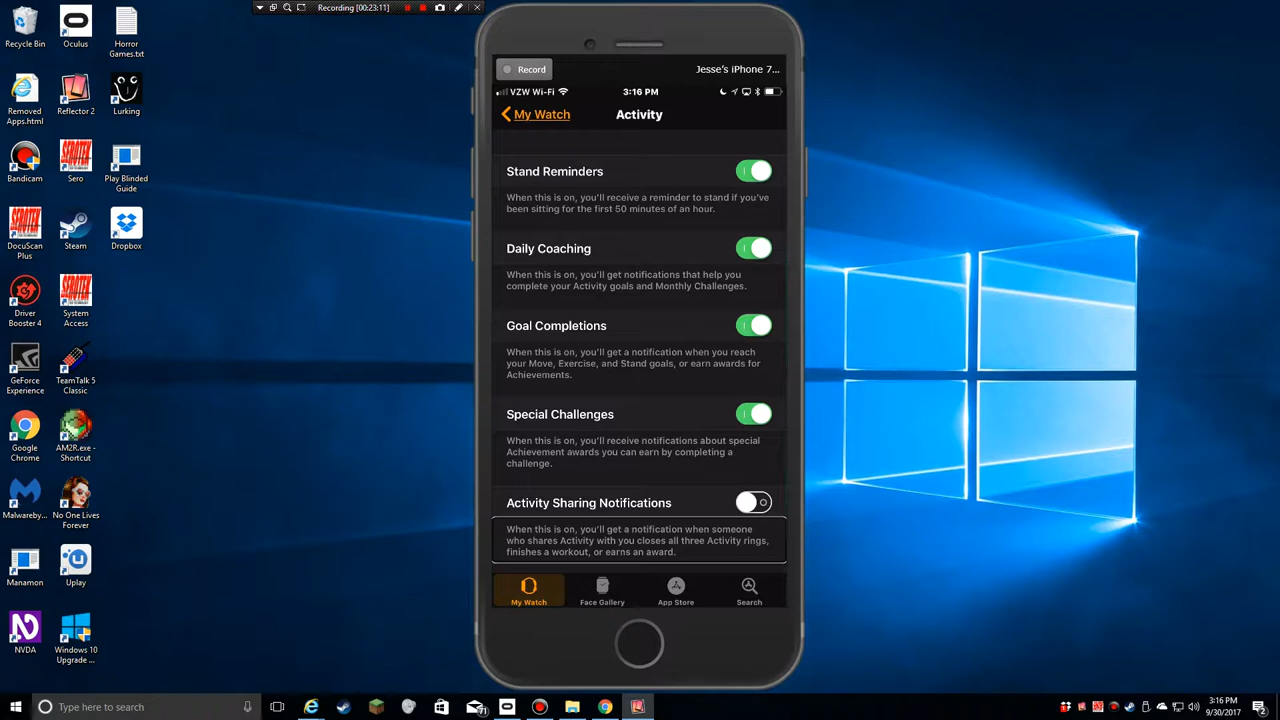 Recording [00:23:11]
Recycle Bin
Oculus
Horror
Games.txt
Removed
Apps.html
Reflector 2
Lurking
Bandicam
Sero
Play Blinded
Guide
DocuScan
Plus
Steam
Dropbox
Driver
Booster 4
System
Access
GeForce
Experience
TeamTalk 5
Classic
Google
Chrome
AM2R.exe -
Shortcut
Malwareby...
No One Lives
Forever
Manamon
Uplay
NVDA
Windows 10
Upgrade ...
SEROTEK
SEROTEK
SEROTEK
SEROTEK
Record
Jesse's iPhone 7...
VZW Wi-Fi
3:16 PM
My Watch
Activity
Stand Reminders
When this is on, you'll receive a reminder to stand if you've
been sitting for the first 50 minutes of an hour.
Daily Coaching
When this is on, you'll get notifications that help you
complete your Activity goals and Monthly Challenges.
Goal Completions
When this is on, you'll get a notification when you reach
your Move, Exercise, and Stand goals, or earn awards for
Achievements.
Special Challenges
When this is on, you'll receive notifications about special
Achievement awards you can earn by completing a
challenge.
Activity Sharing Notifications
When this is on, you'll get a notification when someone
who shares Activity with you closes all three Activity rings,
finishes a workout, or earns an award.
My Watch
Face Gallery
App Store
Search
Type here to search
71
3:16 PM
9/30/2017
2